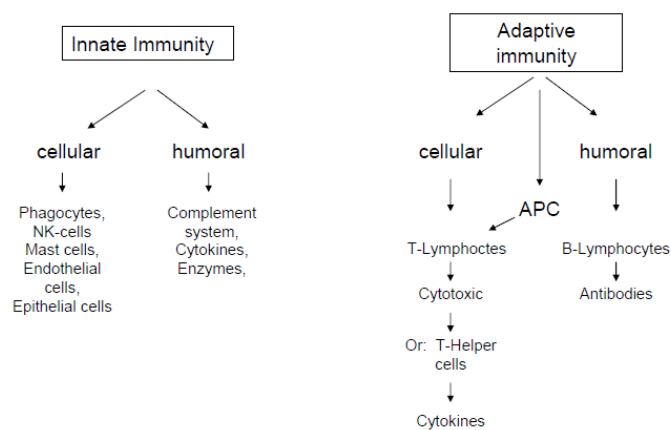 Innate Immunity
cellular
humoral
Phagocytes,
NK-cells
Mast cells,
Endothelial
cells,
Epithelial cells
Complement
system,
Cytokines,
Enzymes,
Adaptive
immunity
cellular
humoral
APC
T-Lymphoctes
B-Lymphocytes
Cytotoxic
Antibodies
Or: T-Helper
cells
Cytokines